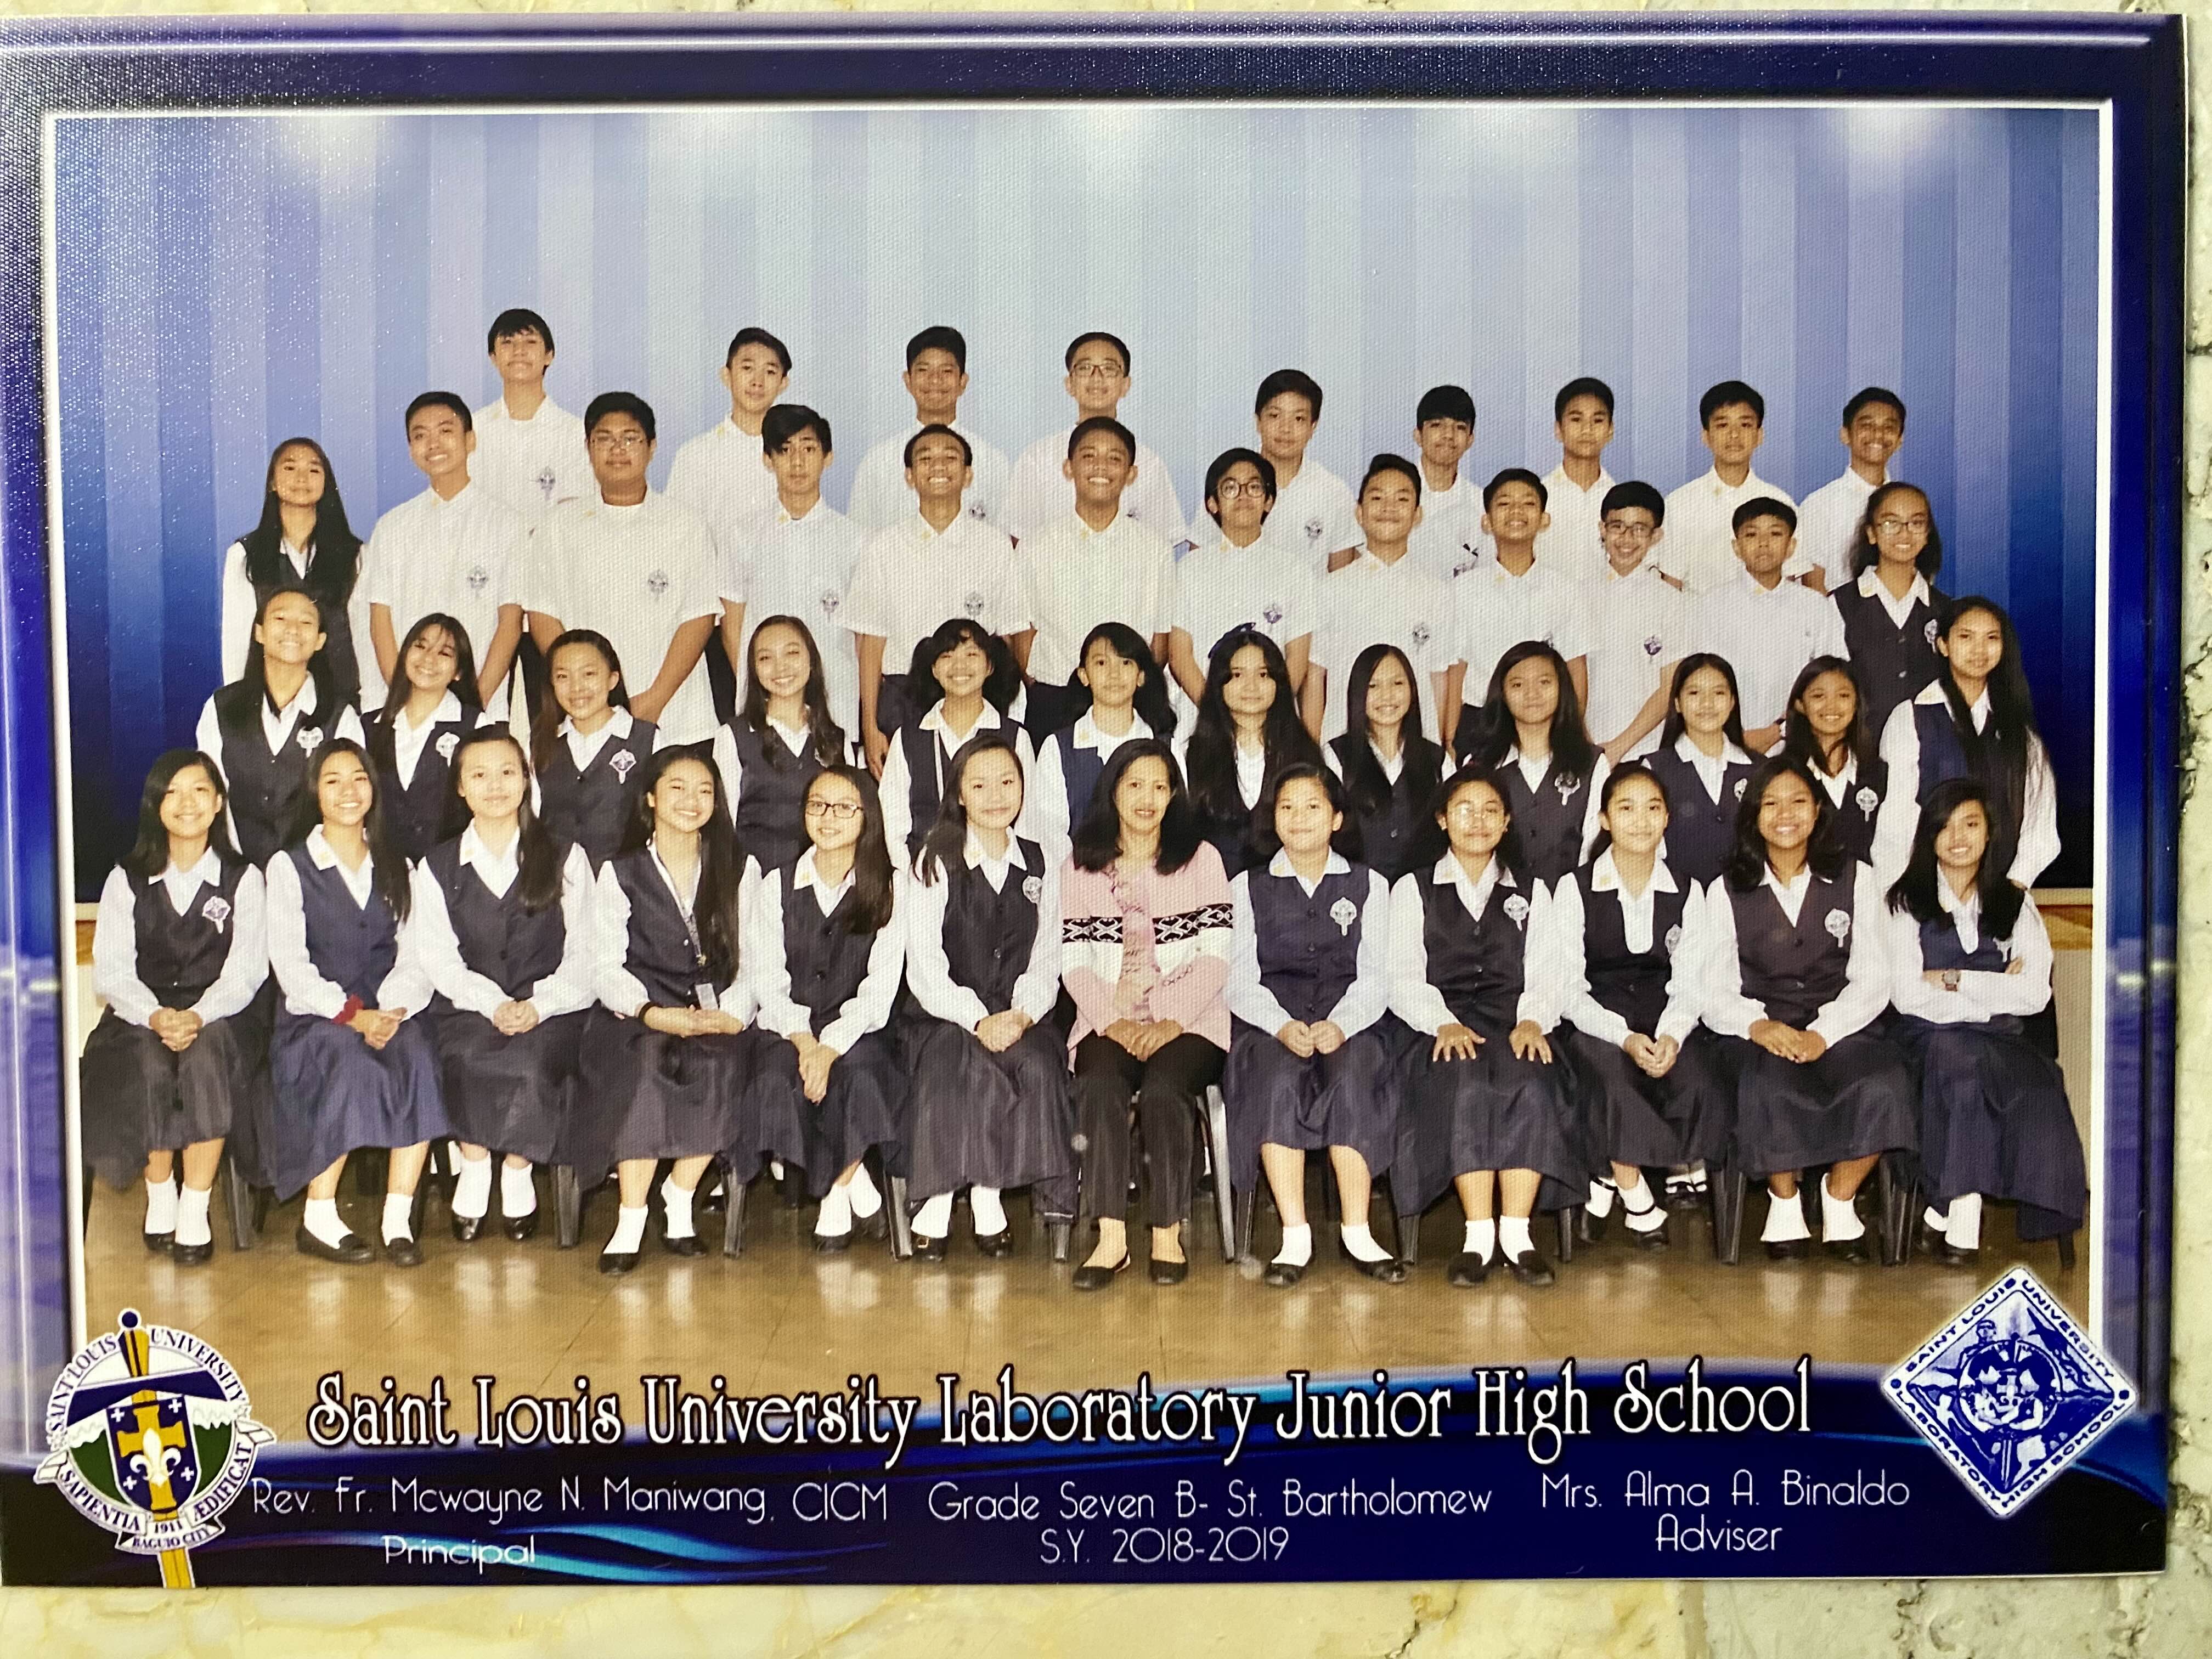 Saint Louis University Laboratory Junior High School
Rev. Fr. Mcwayne N. Maniwang, CICM
Principal
Grade Seven B- St. Bartholomew
S.Y. 2018-2019
Mrs. Alma A. Binaldo
Adviser
SAINT LOUIS UNIVERSITY
SAPIENTIA ÆDIFICAT
1911
BAGUIO CITY
SAINT LOUIS UNIVERSITY
LABORATORY HIGH SCHOOL